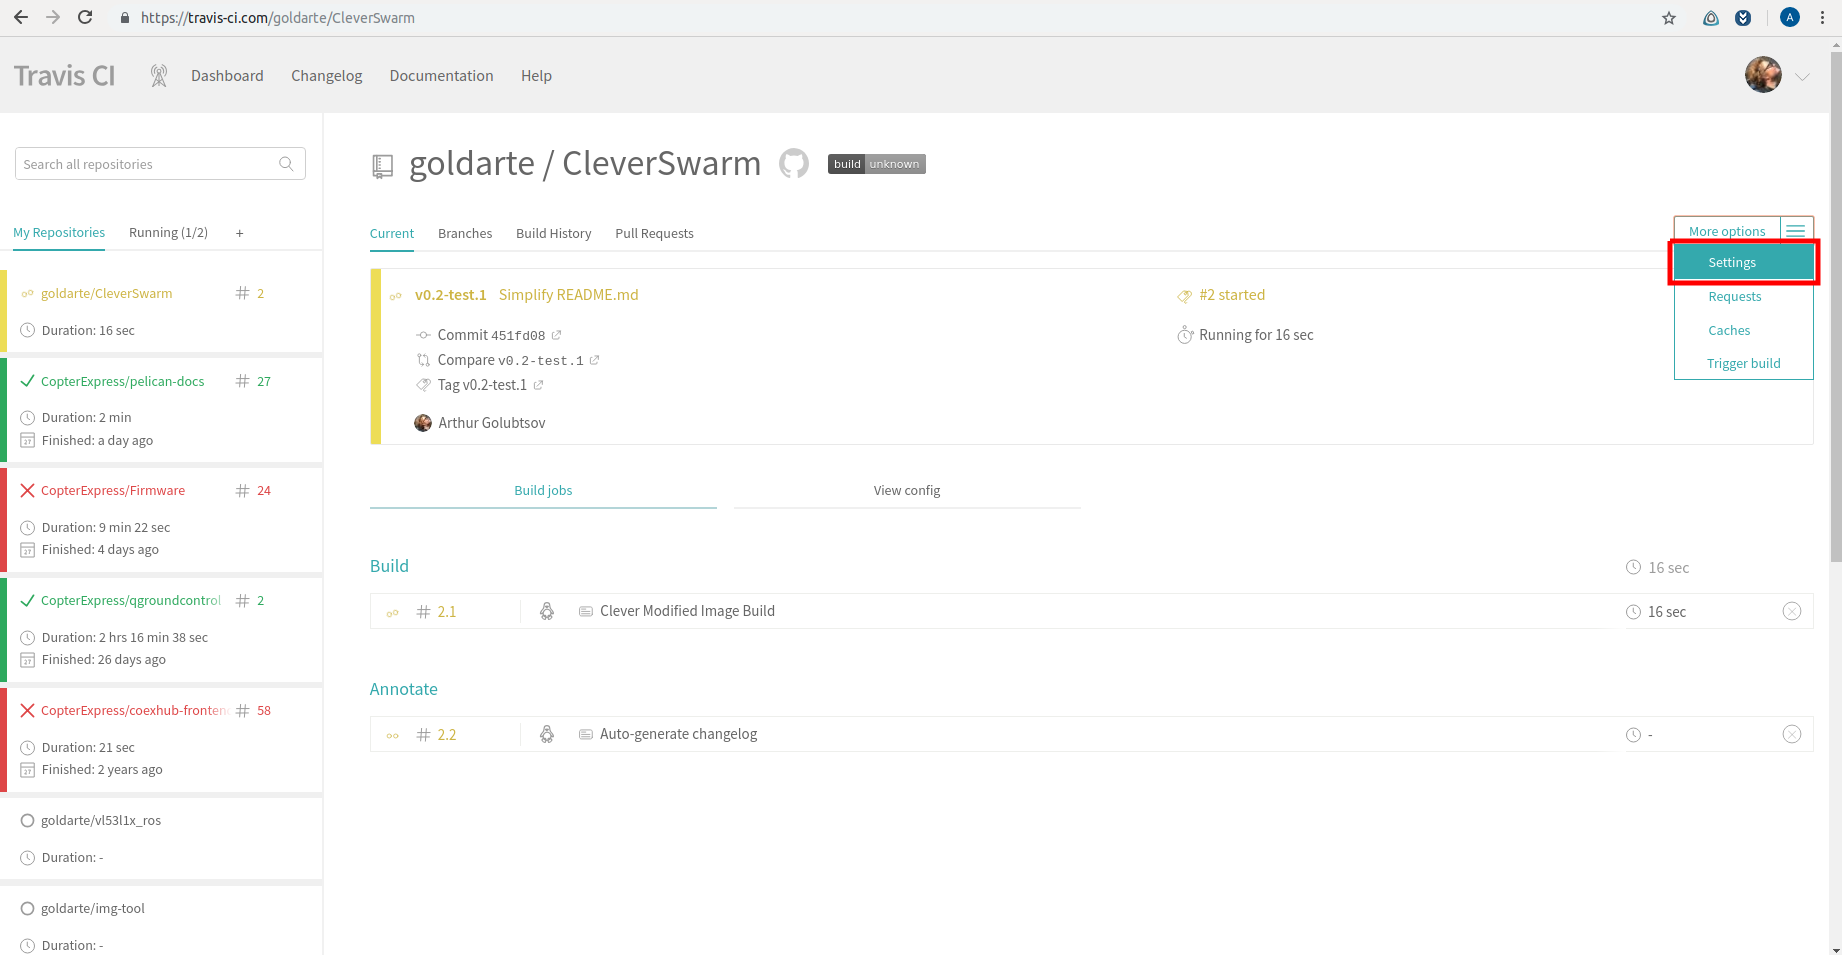 https://travis-ci.com/goldarte/CleverSwarm
A
Travis CI
Dashboard
Changelog
Documentation
Help
Search all repositories
My Repositories
Running (1/2)
+
goldarte/CleverSwarm
# 2
Duration: 16 sec
CopterExpress/pelican-docs
# 27
Duration: 2 min
27 Finished: a day ago
CopterExpress/Firmware
# 24
Duration: 9 min 22 sec
27 Finished: 4 days ago
CopterExpress/qgroundcontrol
# 2
Duration: 2 hrs 16 min 38 sec
27 Finished: 26 days ago
CopterExpress/coexhub-fronten
# 58
Duration: 21 sec
27 Finished: 2 years ago
goldarte/vl53l1x_ros
Duration: -
goldarte/img-tool
Duration: -
goldarte / CleverSwarm
build unknown
Current
Branches
Build History
Pull Requests
More options
Settings
Requests
Caches
Trigger build
v0.2-test.1 Simplify README.md
Commit 451fd08
Compare v0.2-test.1
Tag v0.2-test.1
Arthur Golubtsov
#2 started
Running for 16 sec
Build jobs
View config
Build
16 sec
# 2.1
Clever Modified Image Build
16 sec
Annotate
# 2.2
Auto-generate changelog
-